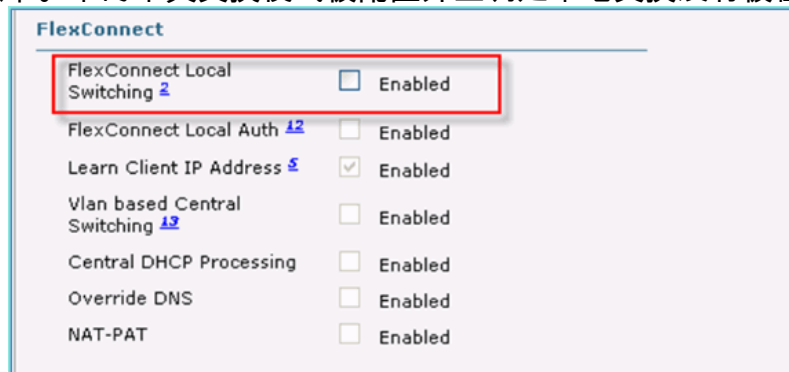 FlexConnect
FlexConnect Local
Switching 2
Enabled
FlexConnect Local Auth 12
Enabled
Learn Client IP Address 5
Enabled
Vlan based Central
Switching 13
Enabled
Central DHCP Processing
Enabled
Override DNS
Enabled
NAT-PAT
Enabled